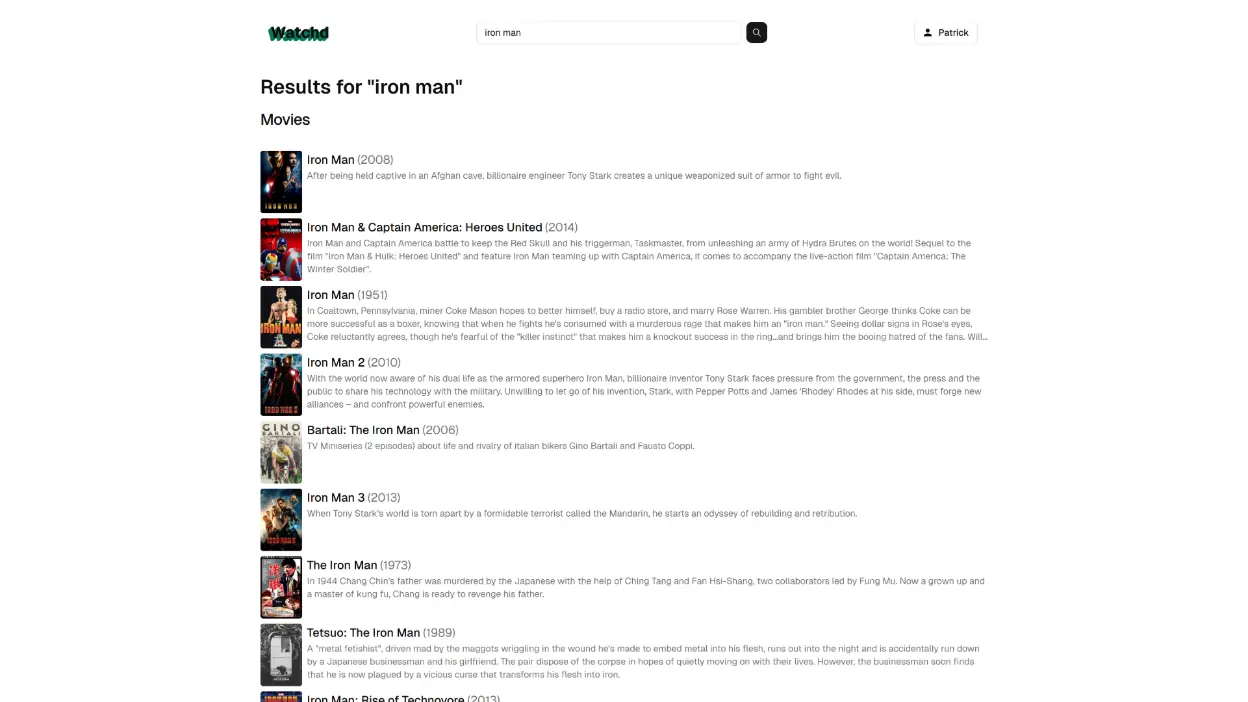 Watchd
iron man
Patrick
Results for "iron man"
Movies
Iron Man (2008)
After being held captive in an Afghan cave, billionaire engineer Tony Stark creates a unique weaponized suit of armor to fight evil.
IRON MAN
Iron Man & Captain America: Heroes United (2014)
Iron Man and Captain America battle to keep the Red Skull and his triggerman, Taskmaster, from unleashing an army of Hydra Brutes on the world! Sequel to the
film "Iron Man & Hulk: Heroes United" and feature Iron Man teaming up with Captain America, it comes to accompany the live-action film "Captain America: The
Winter Soldier".
Iron Man (1951)
In Coaltown, Pennsylvania, miner Coke Mason hopes to better himself, buy a radio store, and marry Rose Warren. His gambler brother George thinks Coke can be
more successful as a boxer, knowing that when he fights he's consumed with a murderous rage that makes him an "iron man." Seeing dollar signs in Rose's eyes,
Coke reluctantly agrees, though he's fearful of the "killer instinct" that makes him a knockout success in the ring...and brings him the booing hatred of the fans. Will...
IRON MAN
Iron Man 2 (2010)
With the world now aware of his dual life as the armored superhero Iron Man, billionaire inventor Tony Stark faces pressure from the government, the press and the
public to share his technology with the military. Unwilling to let go of his invention, Stark, with Pepper Potts and James 'Rhodey' Rhodes at his side, must forge new
alliances – and confront powerful enemies.
IRON MAN 2
GINO
BARTALI
Bartali: The Iron Man (2006)
TV Miniseries (2 episodes) about life and rivalry of italian bikers Gino Bartali and Fausto Coppi.
Iron Man 3 (2013)
When Tony Stark's world is torn apart by a formidable terrorist called the Mandarin, he starts an odyssey of rebuilding and retribution.
IRON MAN 3
The Iron Man (1973)
In 1944 Chang Chin's father was murdered by the Japanese with the help of Ching Tang and Fan Hsi-Shang, two collaborators led by Fung Mu. Now a grown up and
a master of kung fu, Chang is ready to revenge his father.
Tetsuo: The Iron Man (1989)
A "metal fetishist", driven mad by the maggots wriggling in the wound he's made to embed metal into his flesh, runs out into the night and is accidentally run down
by a Japanese businessman and his girlfriend. The pair dispose of the corpse in hopes of quietly moving on with their lives. However, the businessman soon finds
that he is now plagued by a vicious curse that transforms his flesh into iron.
Iron Man: Rise of Technovore (2013)